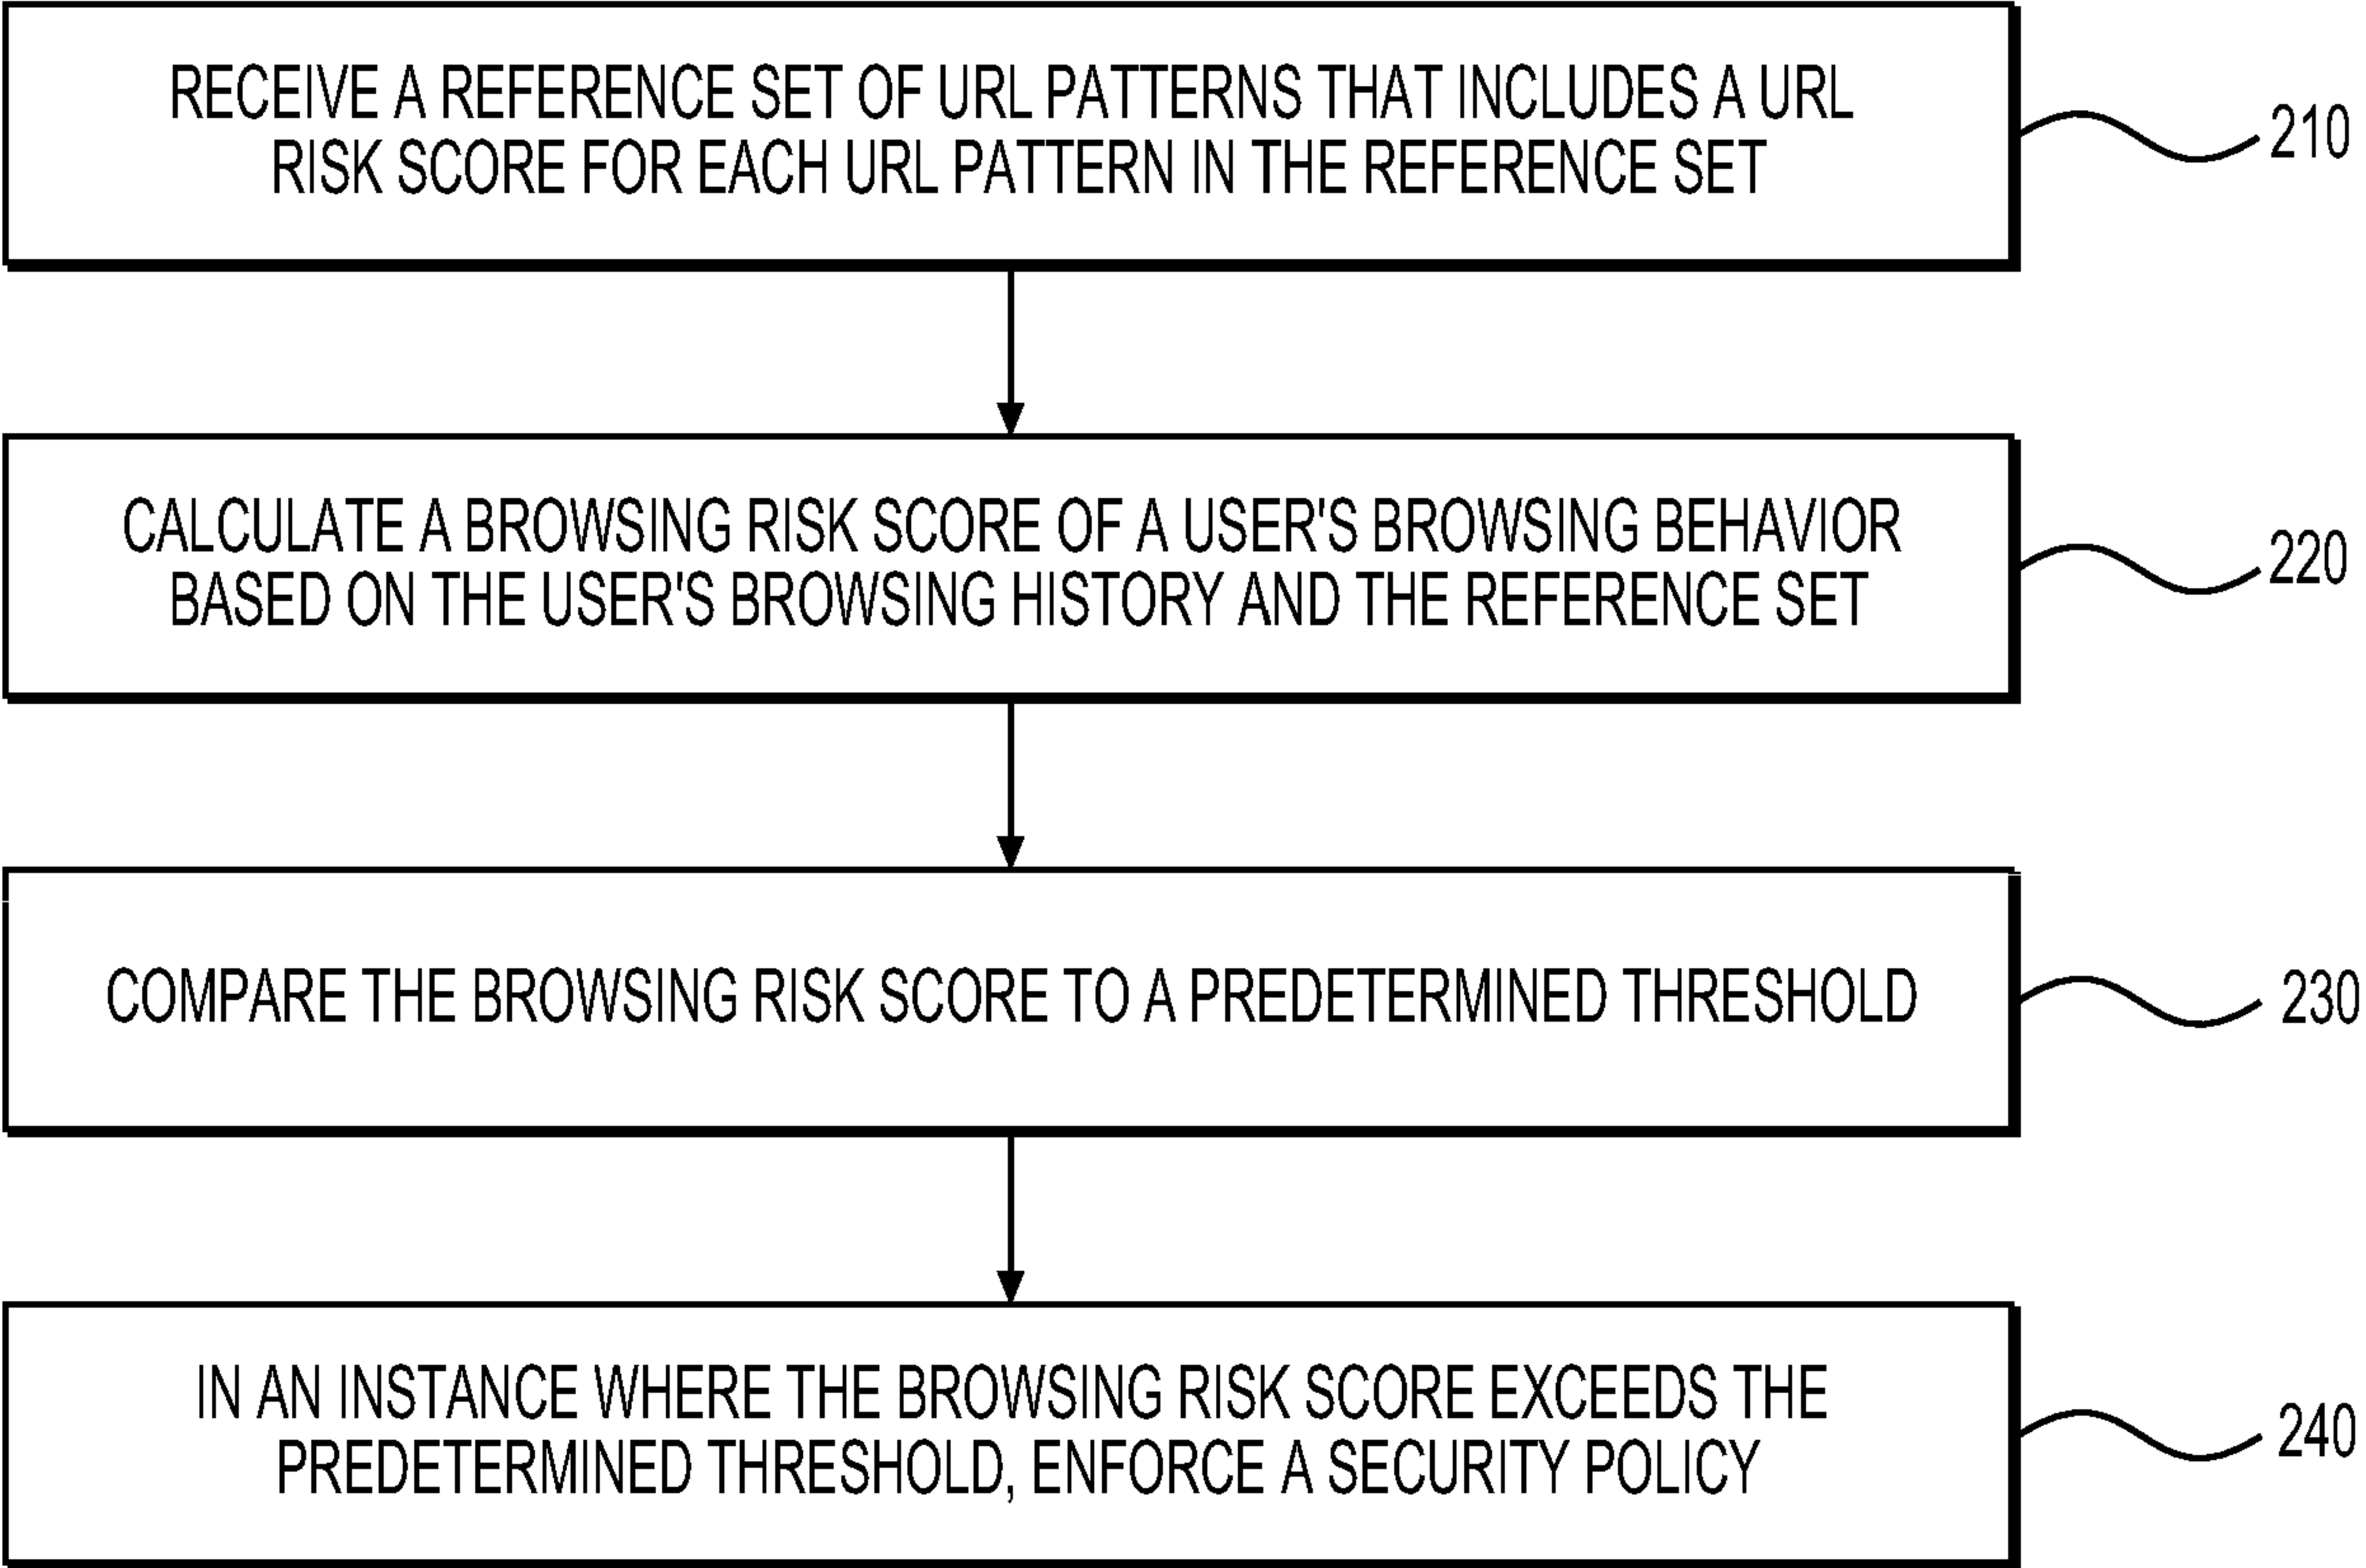 RECEIVE A REFERENCE SET OF URL PATTERNS THAT INCLUDES A URL
RISK SCORE FOR EACH URL PATTERN IN THE REFERENCE SET
210
CALCULATE A BROWSING RISK SCORE OF A USER'S BROWSING BEHAVIOR
BASED ON THE USER'S BROWSING HISTORY AND THE REFERENCE SET
220
COMPARE THE BROWSING RISK SCORE TO A PREDETERMINED THRESHOLD
230
IN AN INSTANCE WHERE THE BROWSING RISK SCORE EXCEEDS THE
PREDETERMINED THRESHOLD, ENFORCE A SECURITY POLICY
240